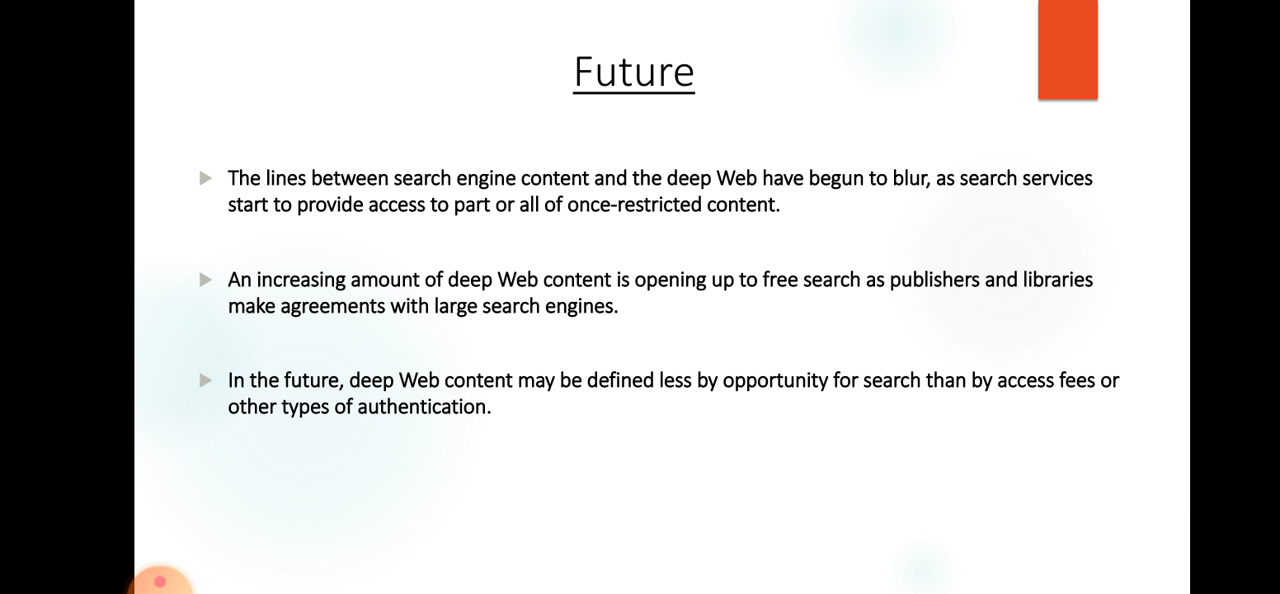 Future
The lines between search engine content and the deep Web have begun to blur, as search services
start to provide access to part or all of once-restricted content.
An increasing amount of deep Web content is opening up to free search as publishers and libraries
make agreements with large search engines.
In the future, deep Web content may be defined less by opportunity for search than by access fees or
other types of authentication.